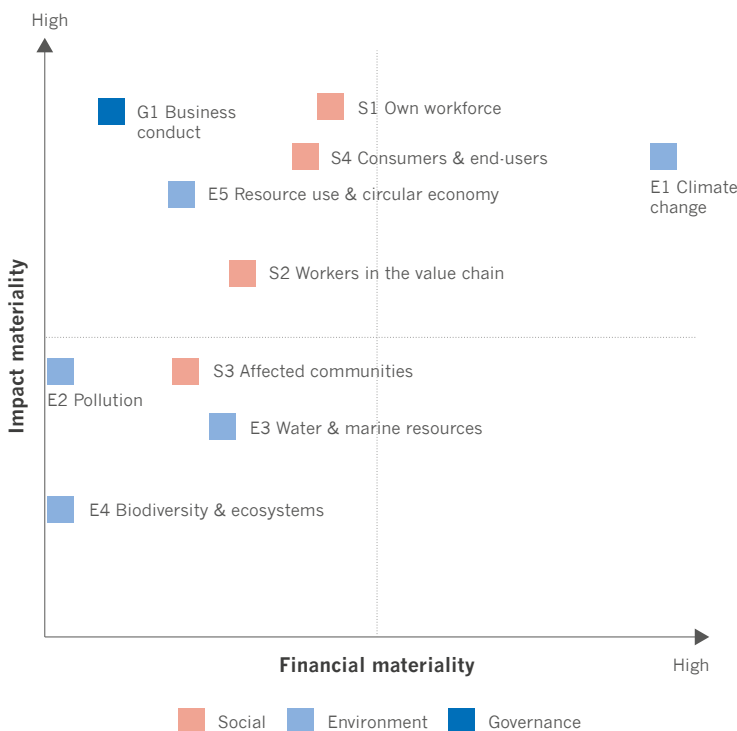 High
G1 Business
conduct
S1 Own workforce
S4 Consumers & end-users
E1 Climate
change
E5 Resource use & circular economy
S2 Workers in the value chain
Impact materiality
S3 Affected communities
E2 Pollution
E3 Water & marine resources
E4 Biodiversity & ecosystems
Financial materiality
High
Social
Environment
Governance